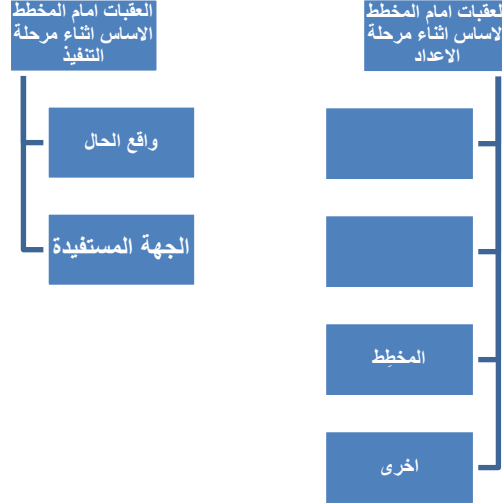 العقبات امام المخطط
الاساس اثناء مرحلة
الاعداد
المخطِط
اخرى
العقبات امام المخطط
الاساس اثناء مرحلة
التنفيذ
واقع الحال
الجهة المستفيدة